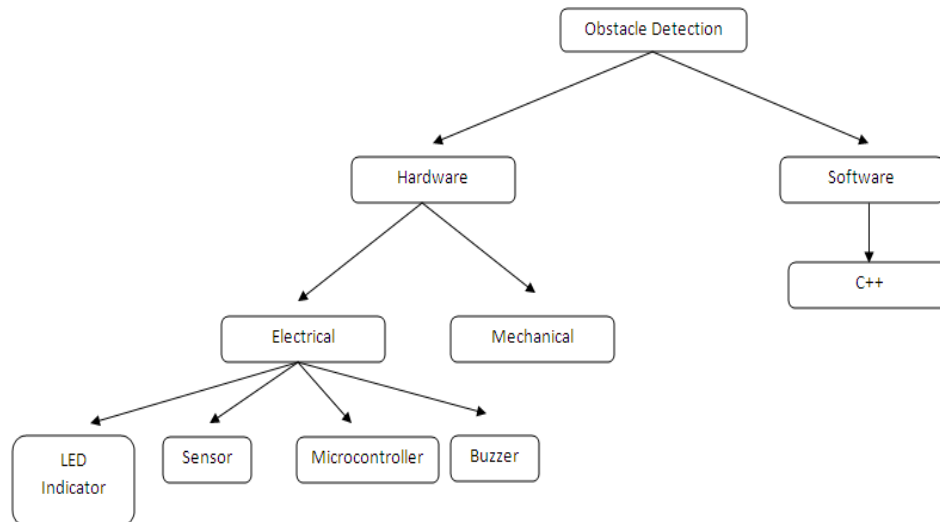 Obstacle Detection
Hardware
Software
C++
Electrical
Mechanical
LED
Indicator
Sensor
Microcontroller
Buzzer